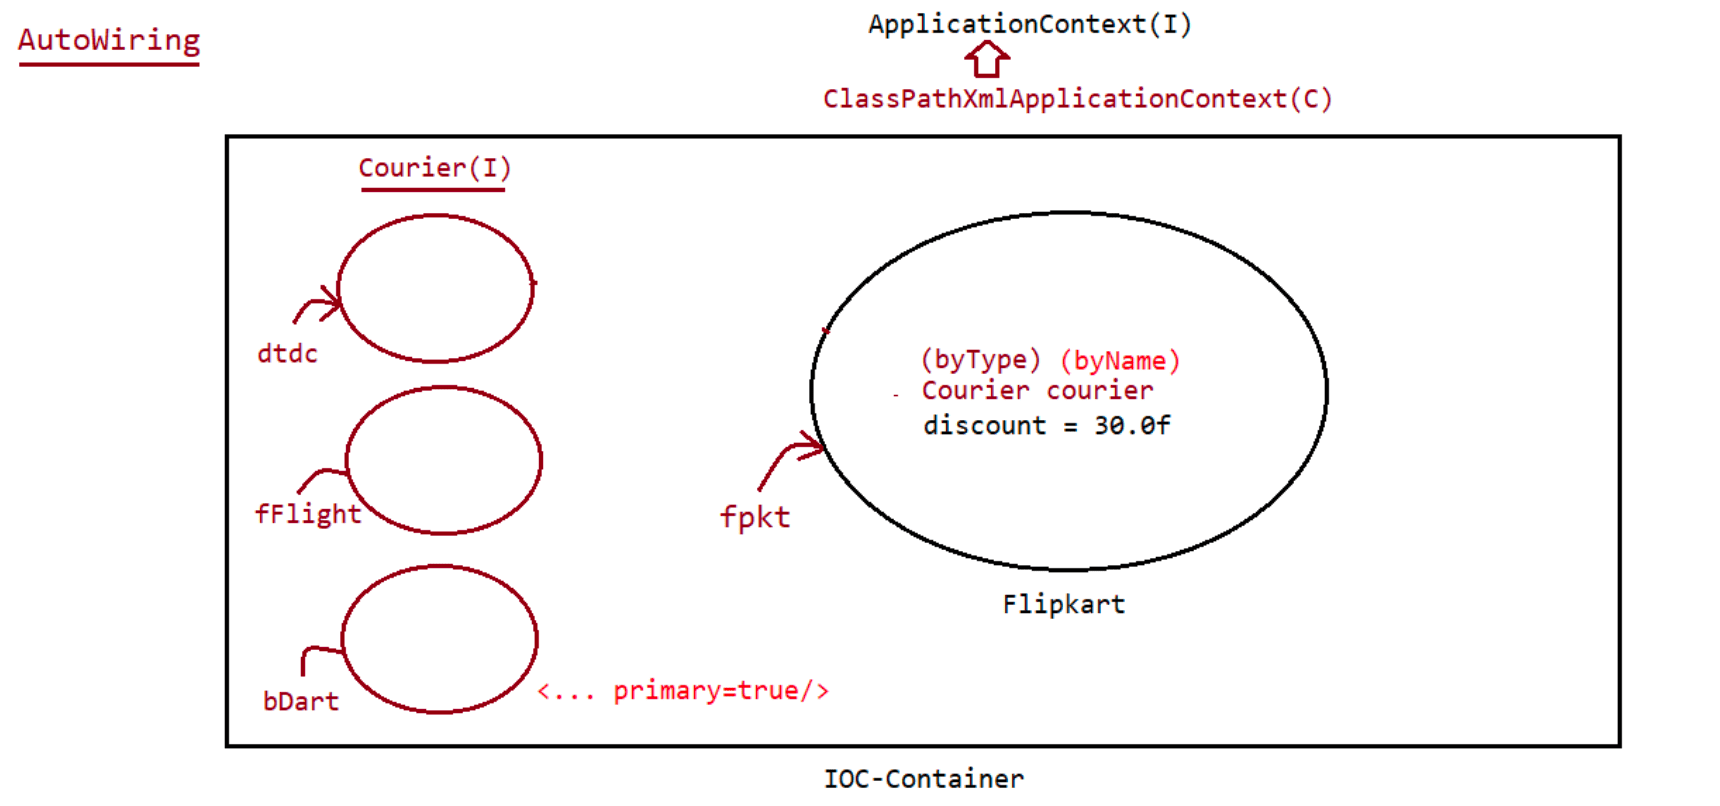 AutoWiring
ApplicationContext(I)
ClassPathXmlApplicationContext(C)
Courier(I)
dtdc
fFlight
bDart
<... primary=true/>
fpkt
(byType) (byName)
Courier courier
discount = 30.0f
Flipkart
IOC-Container